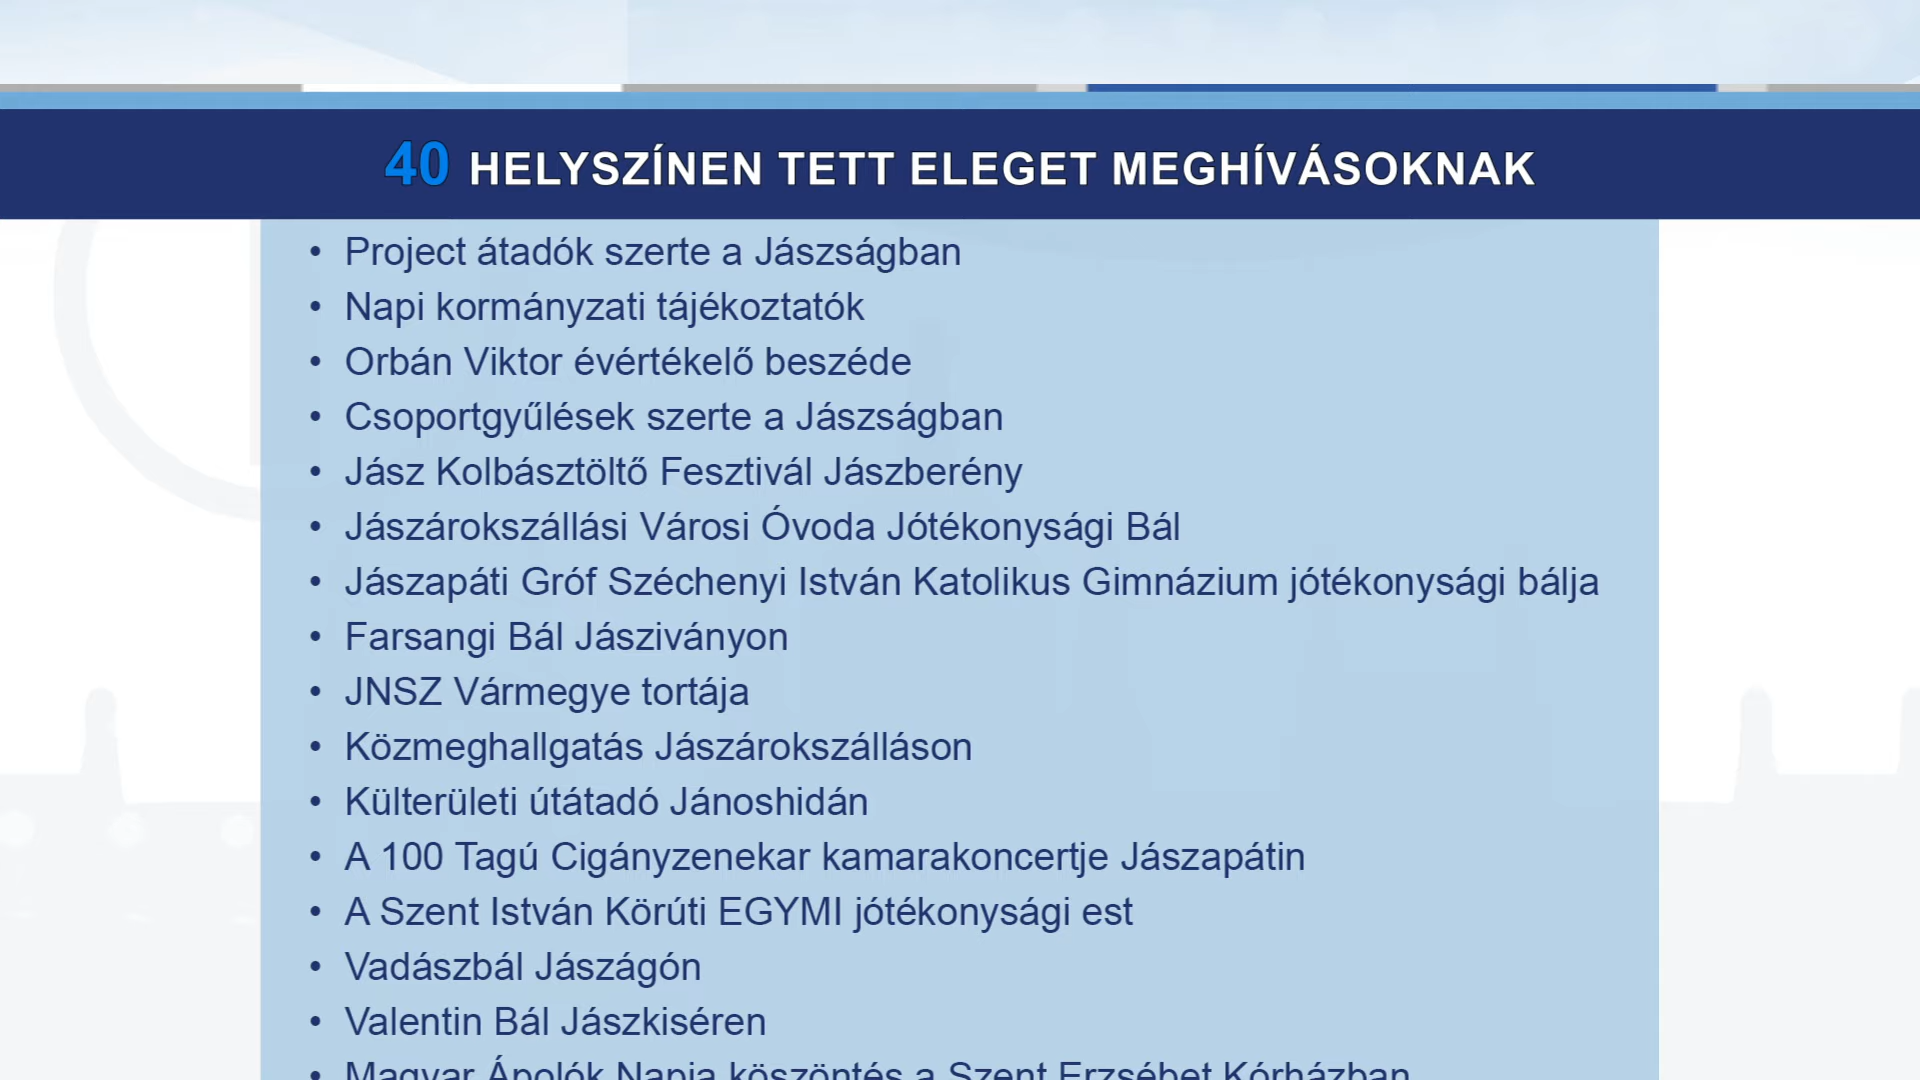 40 HELYSZÍNEN TETT ELEGET MEGHÍVÁSOKNAK
• Project átadók szerte a Jászságban
• Napi kormányzati tájékoztatók
• Orbán Viktor évértékelő beszéde
• Csoportgyűlések szerte a Jászságban
• Jász Kolbásztöltő Fesztivál Jászberény
• Jászárokszállási Városi Óvoda Jótékonysági Bál
• Jászapáti Gróf Széchenyi István Katolikus Gimnázium jótékonysági bálja
• Farsangi Bál Jásziványon
• JNSZ Vármegye tortája
• Közmeghallgatás Jászárokszálláson
• Külterületi útátadó Jánoshidán
• A 100 Tagú Cigányzenekar kamarakoncertje Jászapátin
• A Szent István Körúti EGYMI jótékonysági est
• Vadászbál Jászágón
• Valentin Bál Jászkiséren
• Magyar Ápolók Napja köszöntés a Szent Erzsébet Kórházban